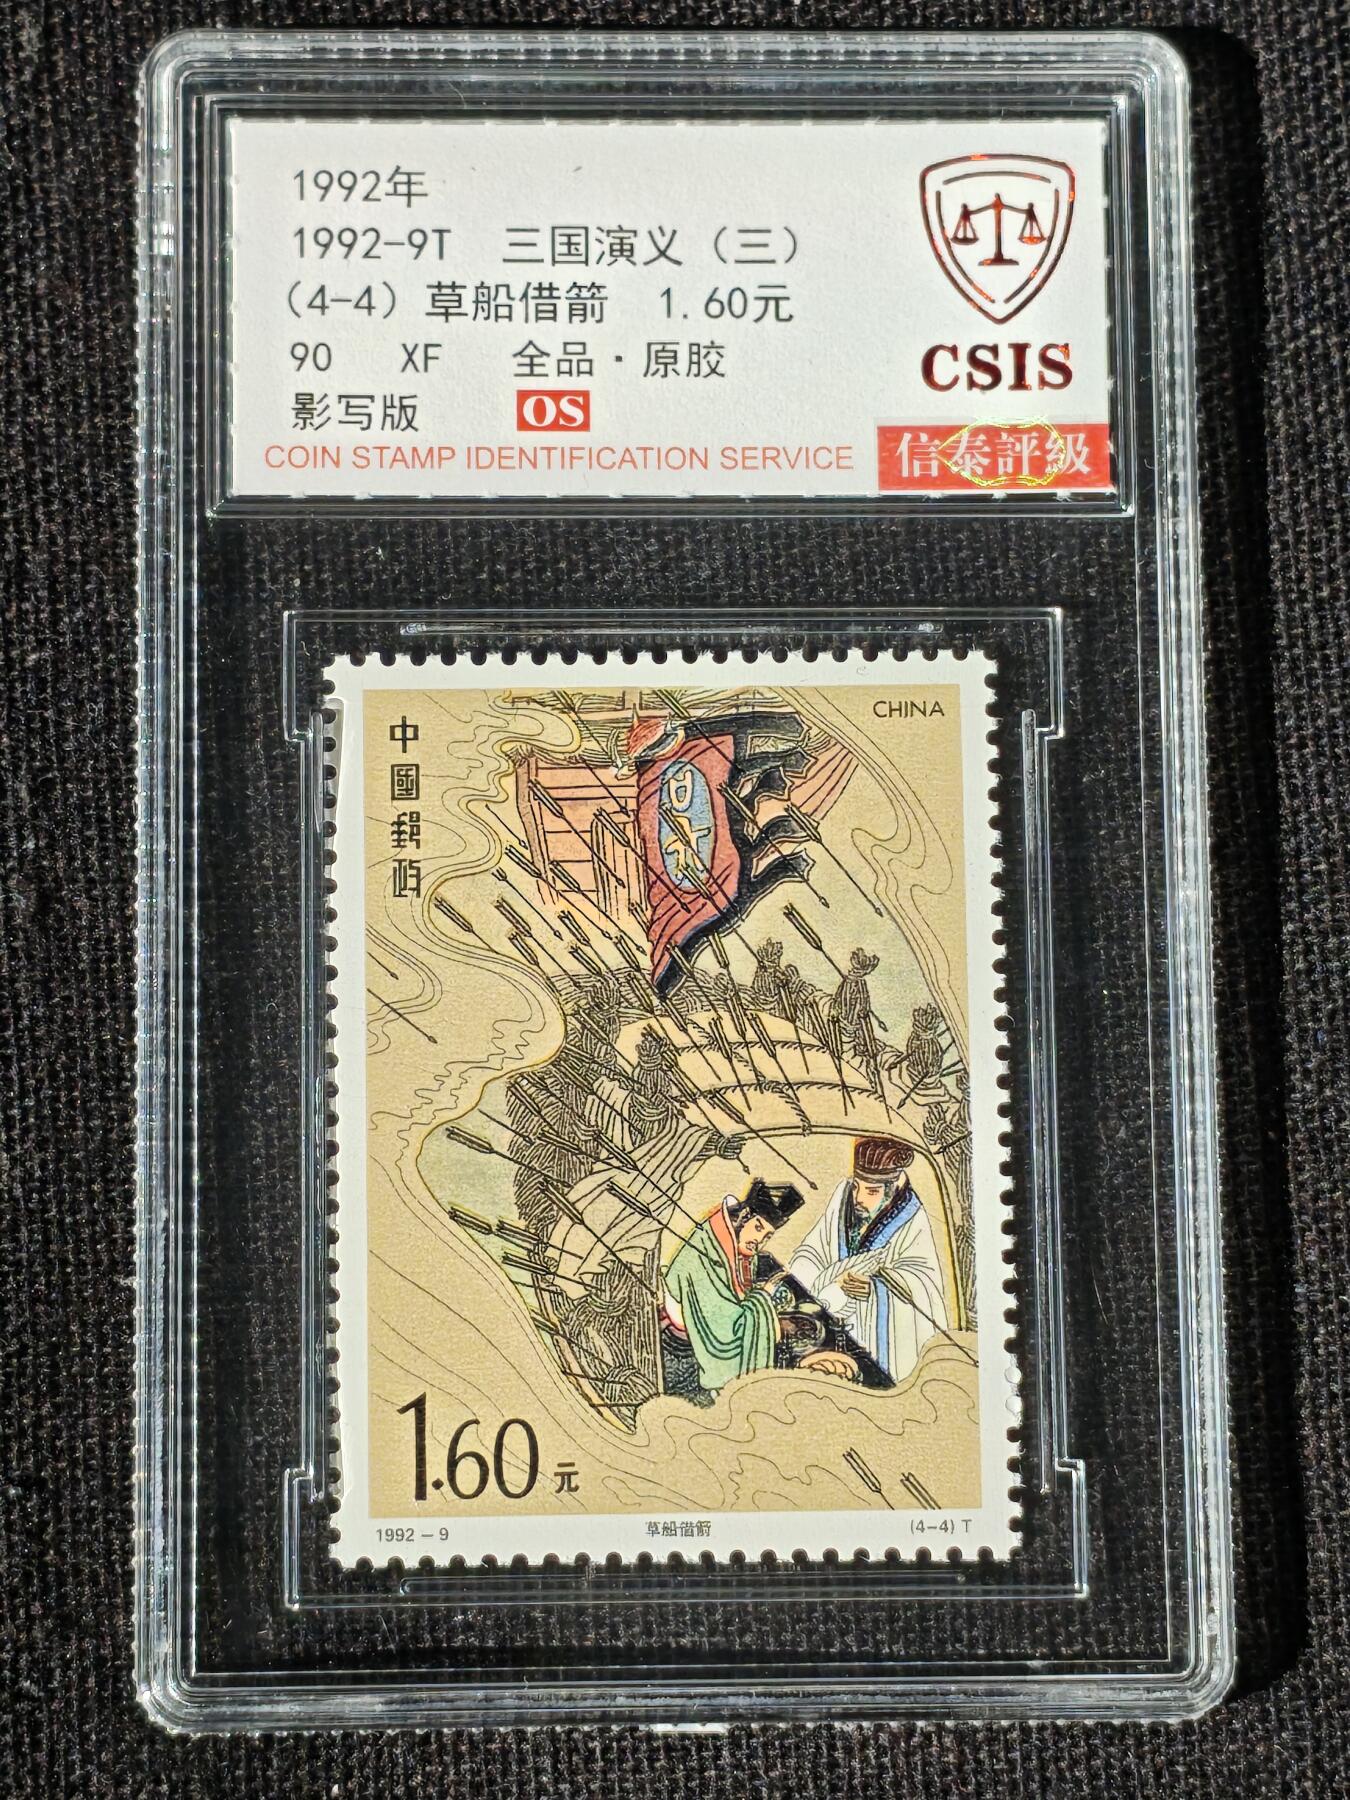 1992年
1992-9T 三国演义（三）
（4-4）草船借箭 1.60元
90 XF 全品·原胶
影写版 OS
COIN STAMP IDENTIFICATION SERVICE
CSIS
信泰評級
CHINA
中國郵政
1.60元
1992-9 草船借箭 (4-4) T